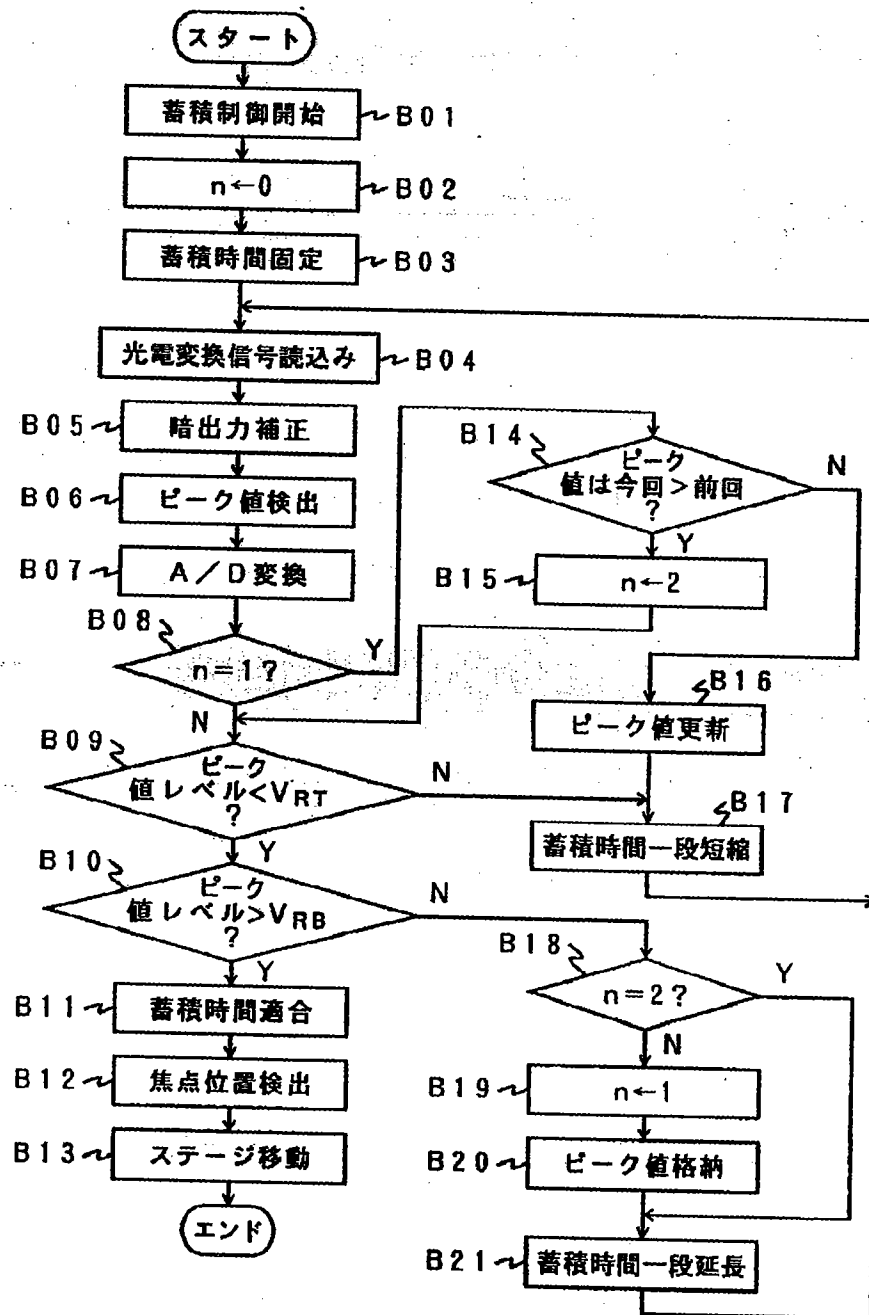 スタート
蓄積制御開始 B01
n←0 B02
蓄積時間固定 B03
光電変換信号読込み B04
B05 暗出力補正
B06 ピーク値検出
B07 A/D変換
B08
n=1?
Y
N
B09
ピーク
値レベル<VRT
?
N
Y
B10
ピーク
値レベル>VRB
?
N
Y
B11 蓄積時間適合
B12 焦点位置検出
B13 ステージ移動
エンド
B14
ピーク
値は今回>前回
?
N
Y
B15 n←2
B16
ピーク値更新
B17
蓄積時間一段短縮
B18
n=2?
Y
N
B19 n←1
B20 ピーク値格納
B21 蓄積時間一段延長